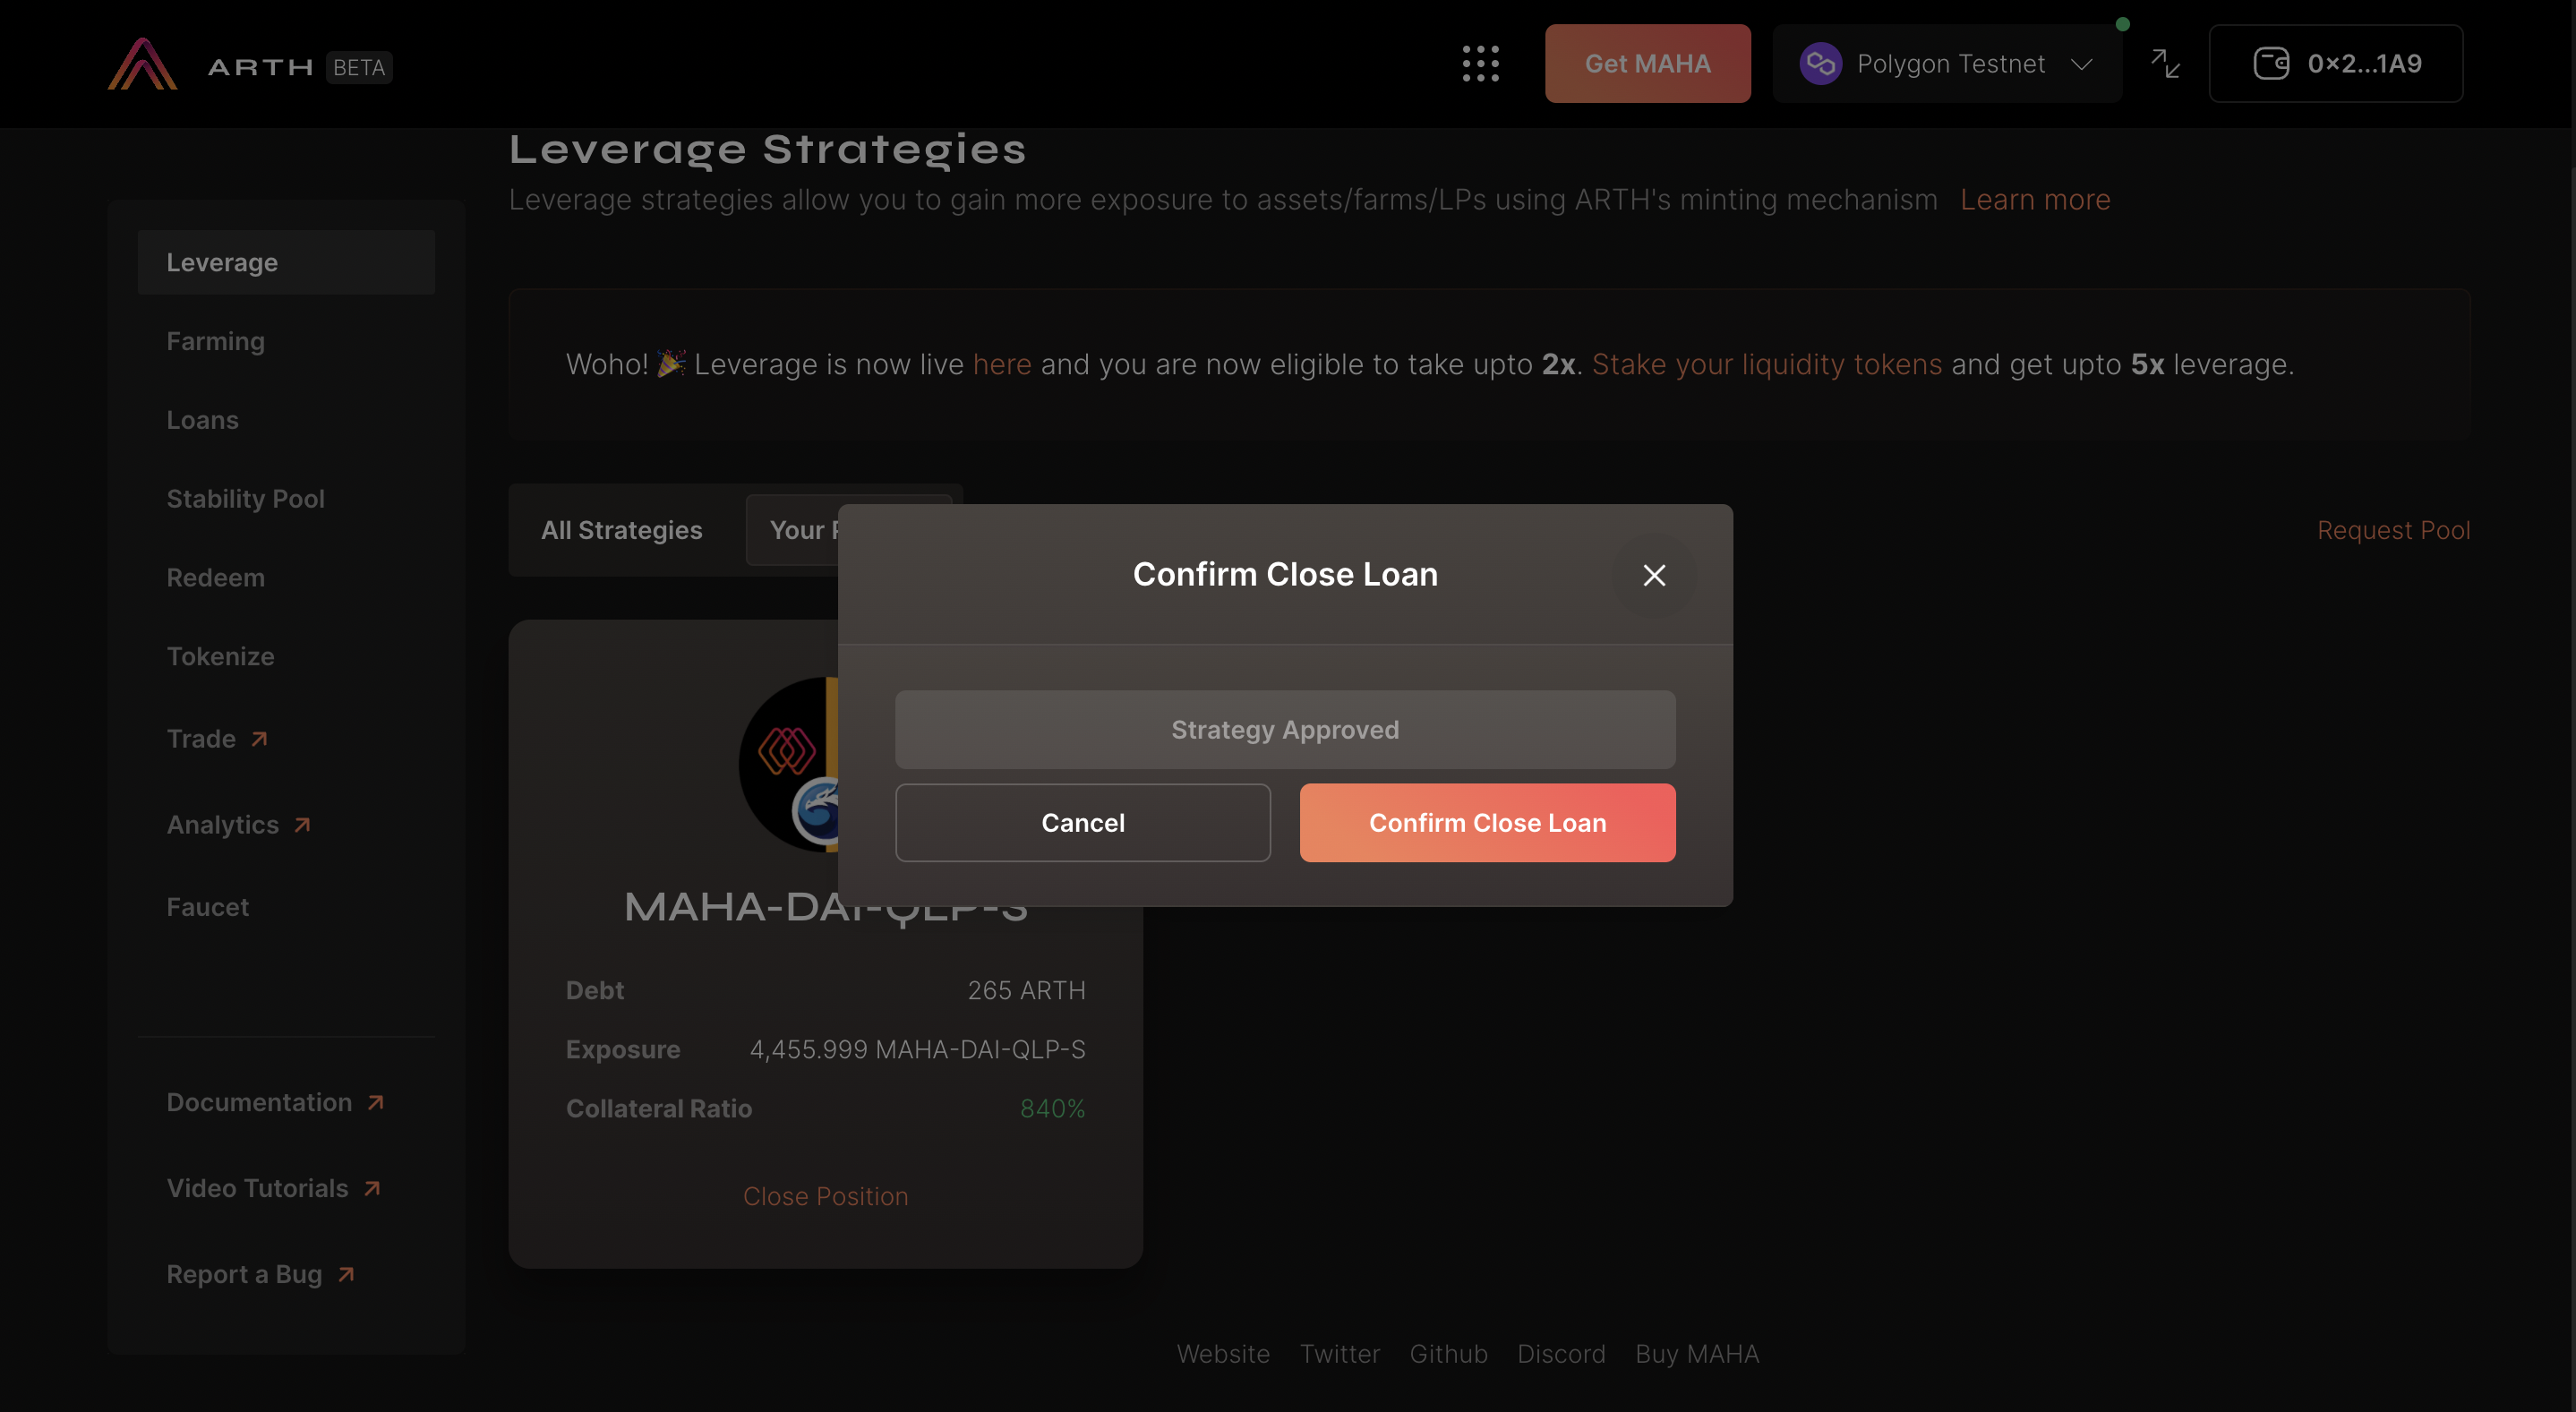 ARTH BETA
Get MAHA
Polygon Testnet
0×2...1A9
Leverage Strategies
Leverage strategies allow you to gain more exposure to assets/farms/LPs using ARTH's minting mechanism Learn more
Leverage
Farming
Loans
Stability Pool
Redeem
Tokenize
Trade
Analytics
Faucet
Documentation
Video Tutorials
Report a Bug
Woho! 🎉 Leverage is now live here and you are now eligible to take upto 2x. Stake your liquidity tokens and get upto 5x leverage.
All Strategies
Your
Request Pool
Confirm Close Loan
Strategy Approved
Cancel
Confirm Close Loan
MAHA-DAI-QLP-S
Debt 265 ARTH
Exposure 4,455.999 MAHA-DAI-QLP-S
Collateral Ratio 840%
Close Position
Website Twitter Github Discord Buy MAHA